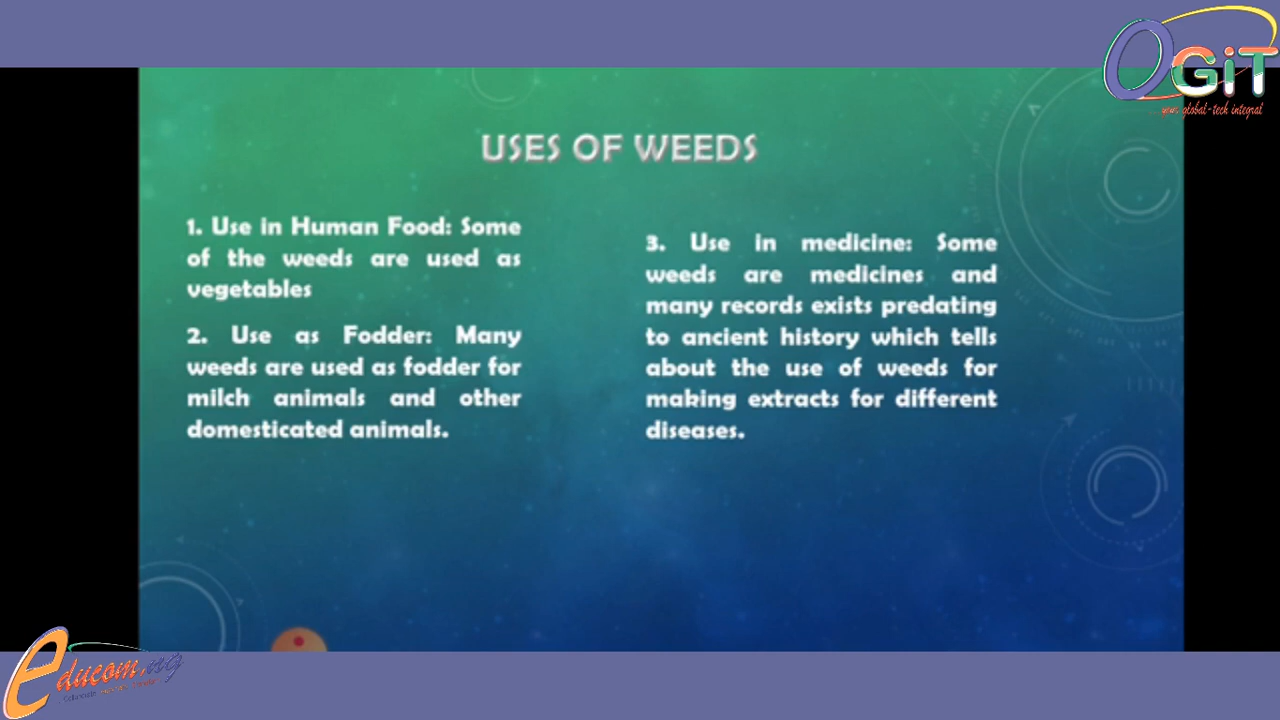 OGiT
your global-tech integral
USES OF WEEDS
1. Use in Human Food: Some
of the weeds are used as
vegetables
2. Use as Fodder: Many
weeds are used as fodder for
milch animals and other
domesticated animals.
3. Use in medicine: Some
weeds are medicines and
many records exists predating
to ancient history which tells
about the use of weeds for
making extracts for different
diseases.
educom.ng